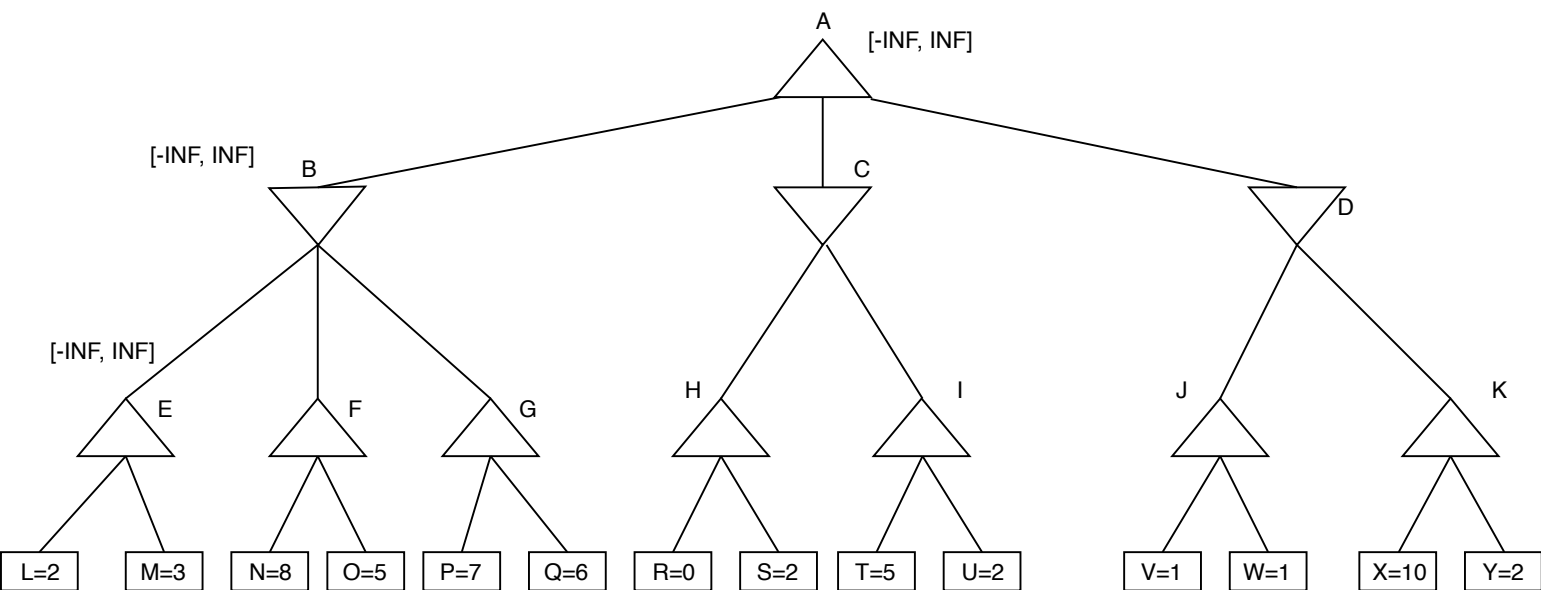 A
[-INF, INF]
[-INF, INF]
B
C
D
[-INF, INF]
E
F
G
H
I
J
K
L=2
M=3
N=8
O=5
P=7
Q=6
R=0
S=2
T=5
U=2
V=1
W=1
X=10
Y=2